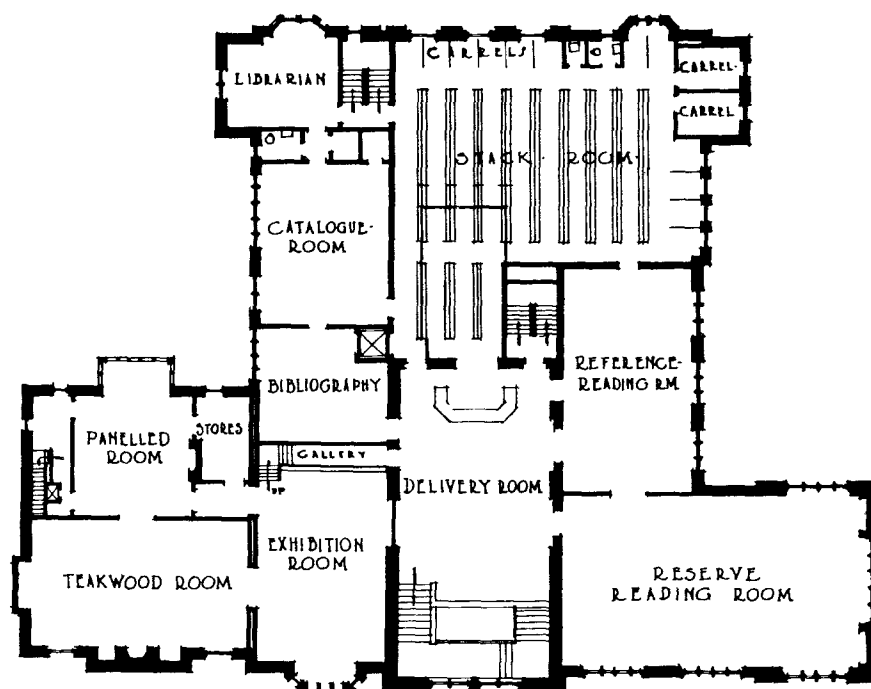 CARRELS
LIBRARIAN
CARREL
CARREL
STACK ROOM
CATALOGUE-
ROOM
REFERENCE-
READING RM.
BIBLIOGRAPHY
STORES
PANELLED
ROOM
GALLERY
UP
DELIVERY ROOM
EXHIBITION
ROOM
TEAKWOOD ROOM
RESERVE
READING ROOM